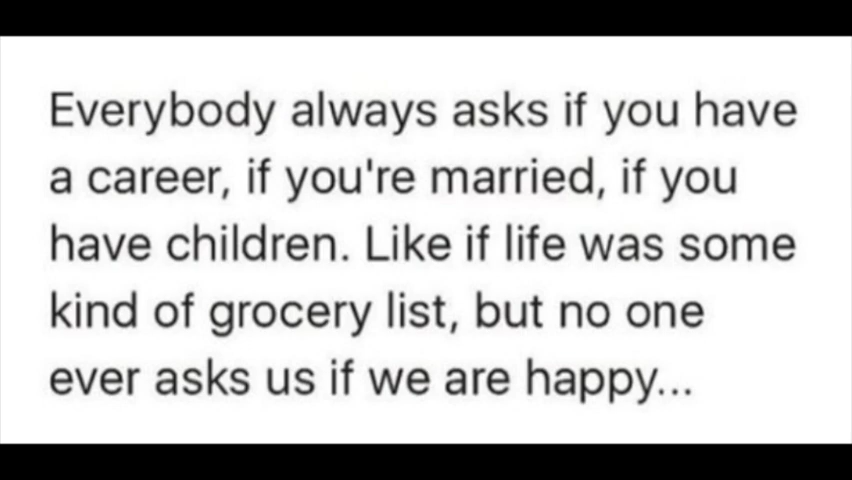 Everybody always asks if you have
a career, if you're married, if you
have children. Like if life was some
kind of grocery list, but no one
ever asks us if we are happy...